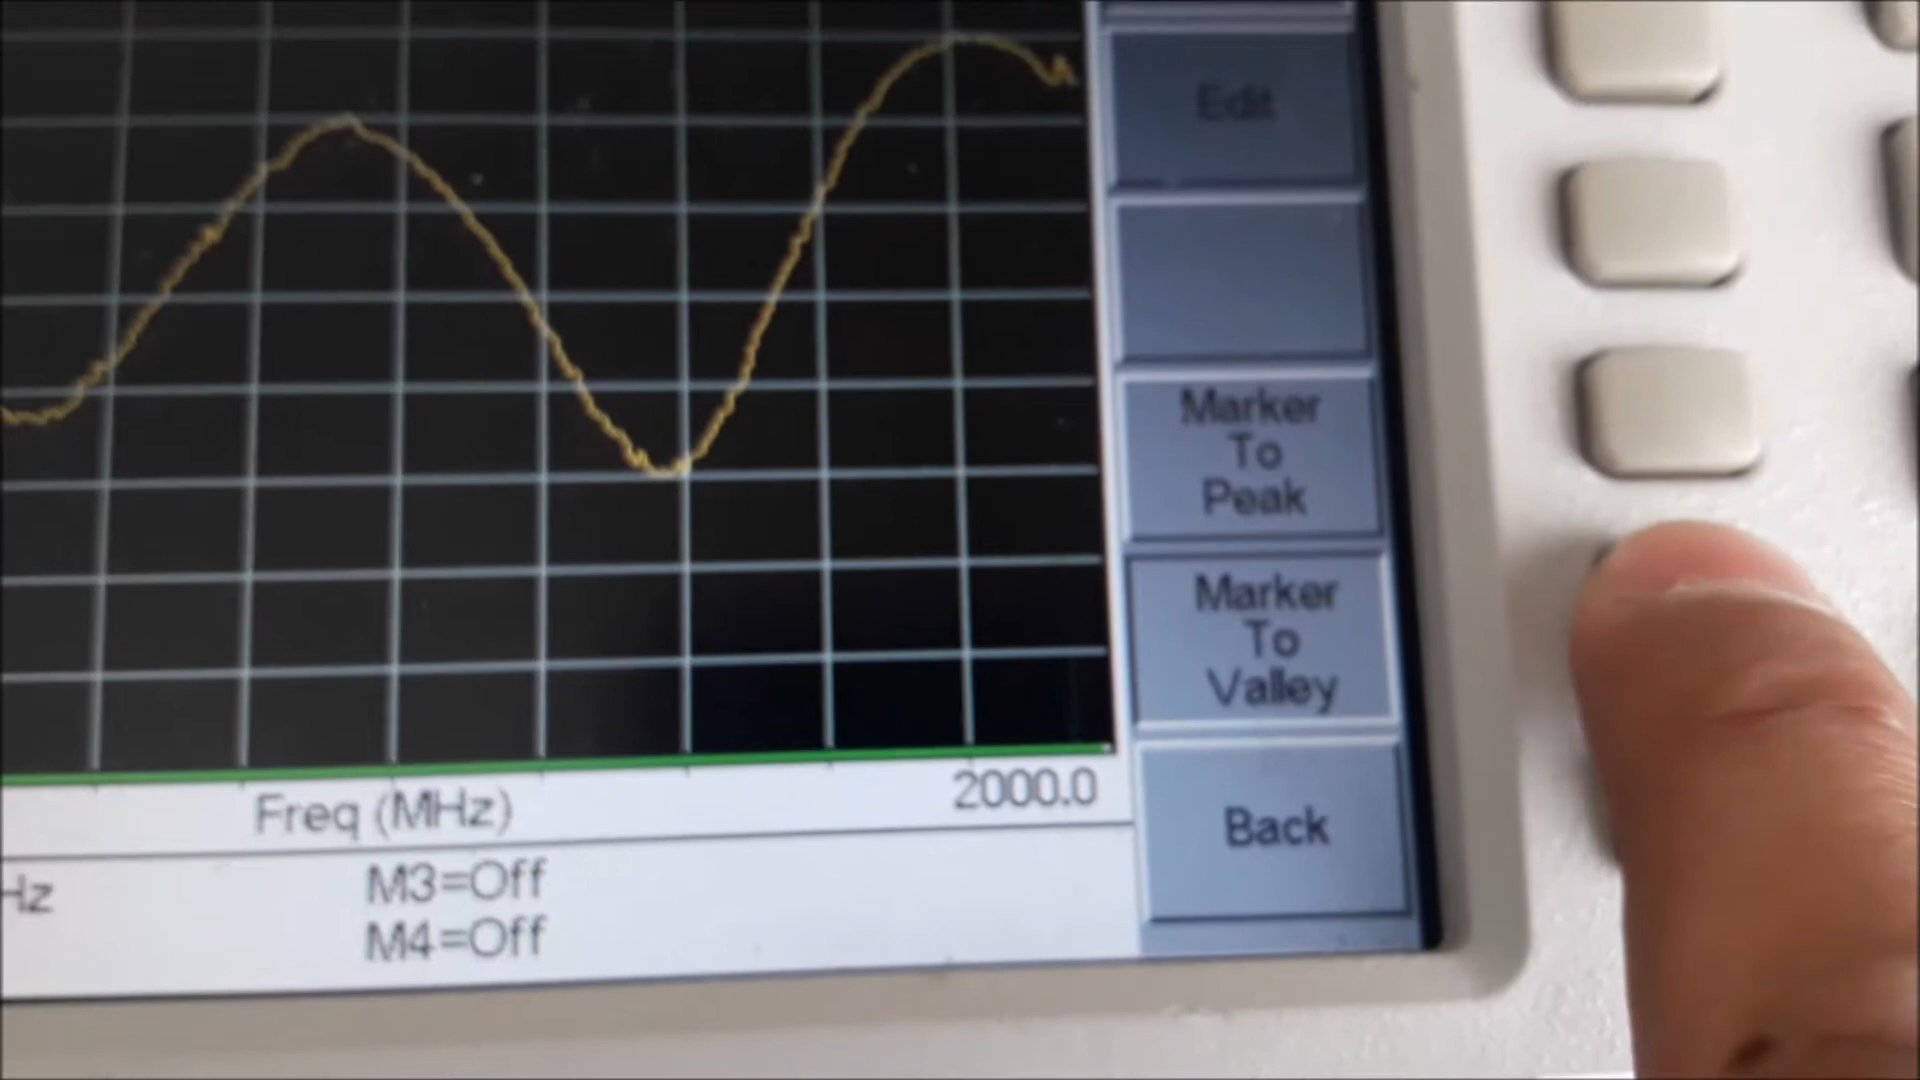 Edit
Marker
To
Peak
Marker
To
Valley
Back
2000.0
Freq (MHz)
Hz
M3=Off
M4=Off